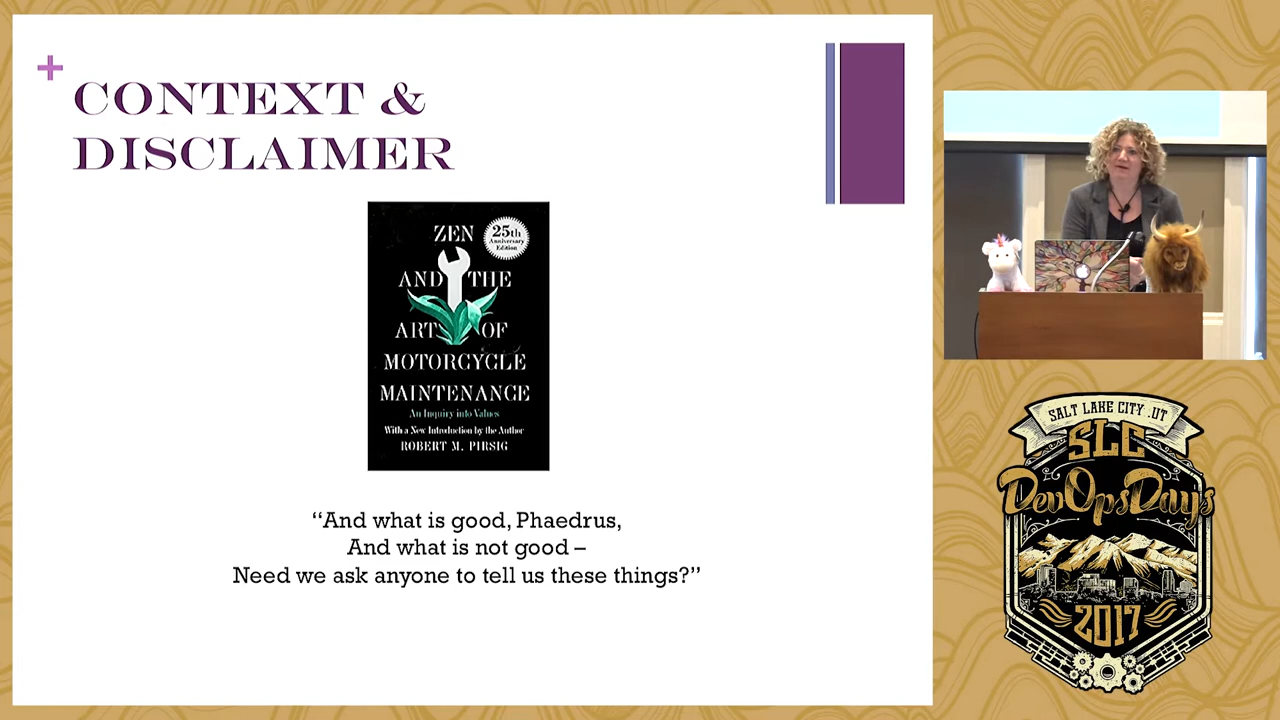 +
CONTEXT &
DISCLAIMER
ZEN
25th
Anniversary
Edition
AND THE
ART OF
MOTORCYCLE
MAINTENANCE
An Inquiry into Values
With a New Introduction by the Author
ROBERT M. PIRSIG
“And what is good, Phaedrus,
And what is not good –
Need we ask anyone to tell us these things?”
SALT LAKE CITY .UT
SLC
DevOpsDays
2017